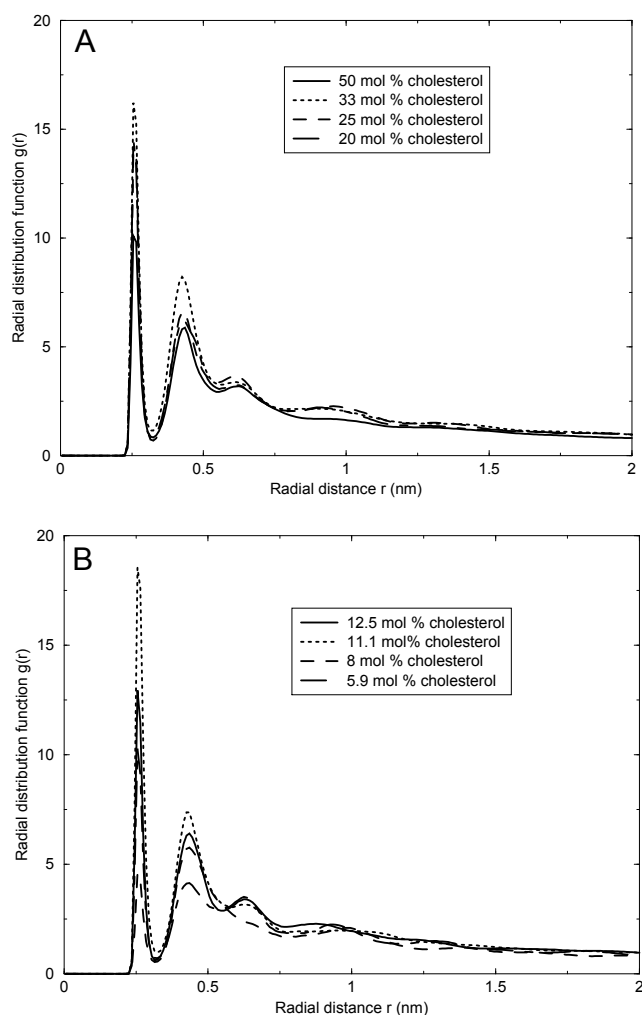 A
20
15
10
5
0
Radial distribution function g(r)
50 mol % cholesterol
33 mol % cholesterol
25 mol % cholesterol
20 mol % cholesterol
0 0.5 1 1.5 2
Radial distance r (nm)
B
20
15
10
5
0
Radial distribution function g(r)
12.5 mol % cholesterol
11.1 mol% cholesterol
8 mol % cholesterol
5.9 mol % cholesterol
0 0.5 1 1.5 2
Radial distance r (nm)